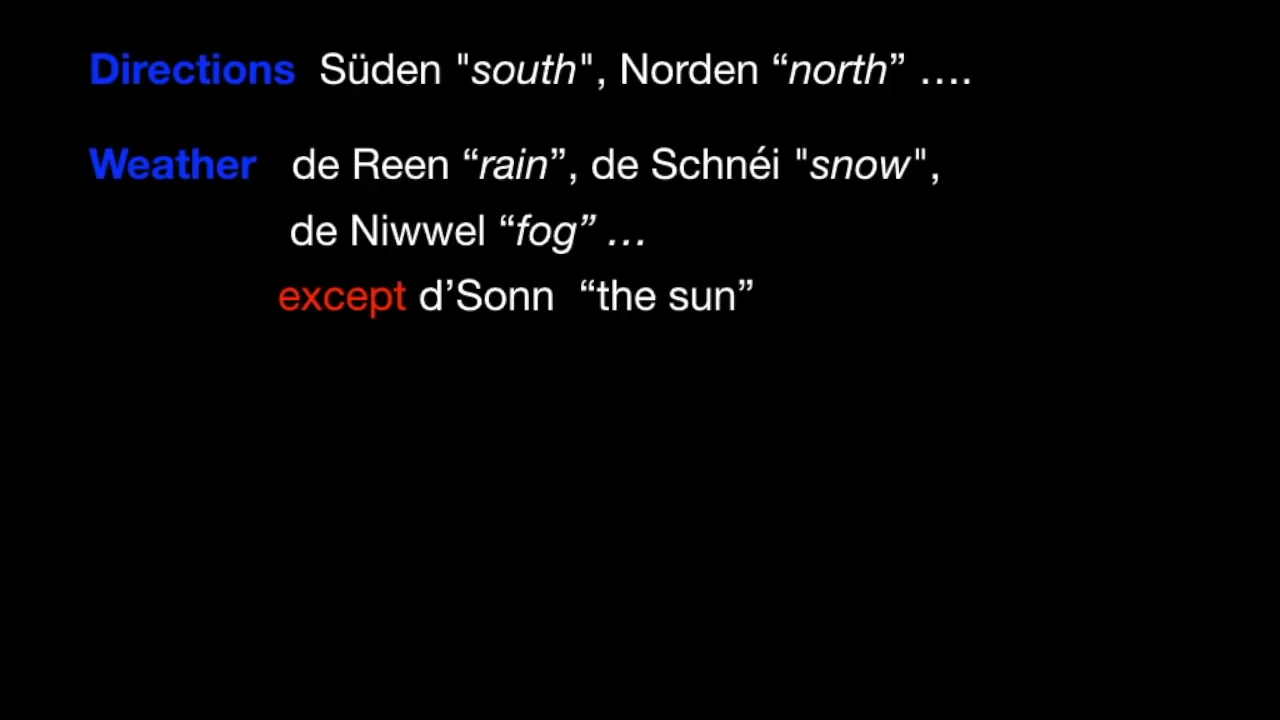 Directions Süden "south", Norden “north” ….
Weather de Reen “rain”, de Schnéi "snow",
de Niwwel “fog” …
except d’Sonn “the sun”